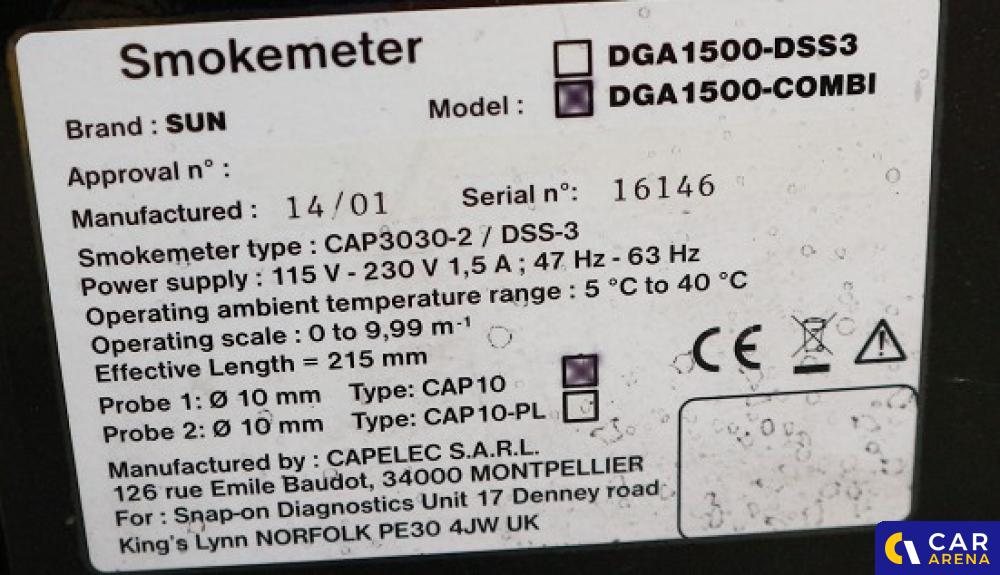 Smokemeter
Brand : SUN
Model : DGA1500-DSS3
DGA1500-COMBI
Approval n° :
Manufactured : 14/01 Serial n°: 16146
Smokemeter type : CAP3030-2 / DSS-3
Power supply : 115 V - 230 V 1,5 A ; 47 Hz - 63 Hz
Operating ambient temperature range : 5 °C to 40 °C
Operating scale : 0 to 9,99 m⁻¹
Effective Length = 215 mm
CE
Probe 1: Ø 10 mm Type: CAP10
Probe 2: Ø 10 mm Type: CAP10-PL
Manufactured by : CAPELEC S.A.R.L.
126 rue Emile Baudot, 34000 MONTPELLIER
For : Snap-on Diagnostics Unit 17 Denney road
King's Lynn NORFOLK PE30 4JW UK
CAR
ARENA